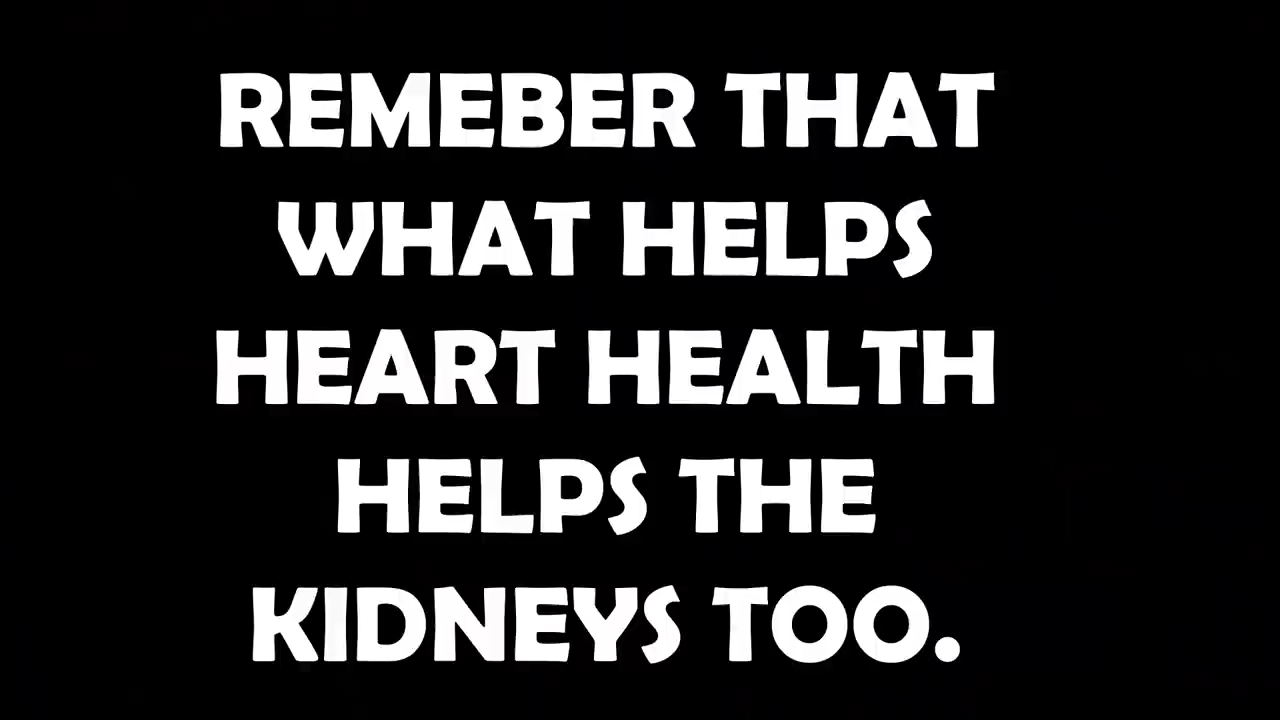 REMEBER THAT
WHAT HELPS
HEART HEALTH
HELPS THE
KIDNEYS TOO.